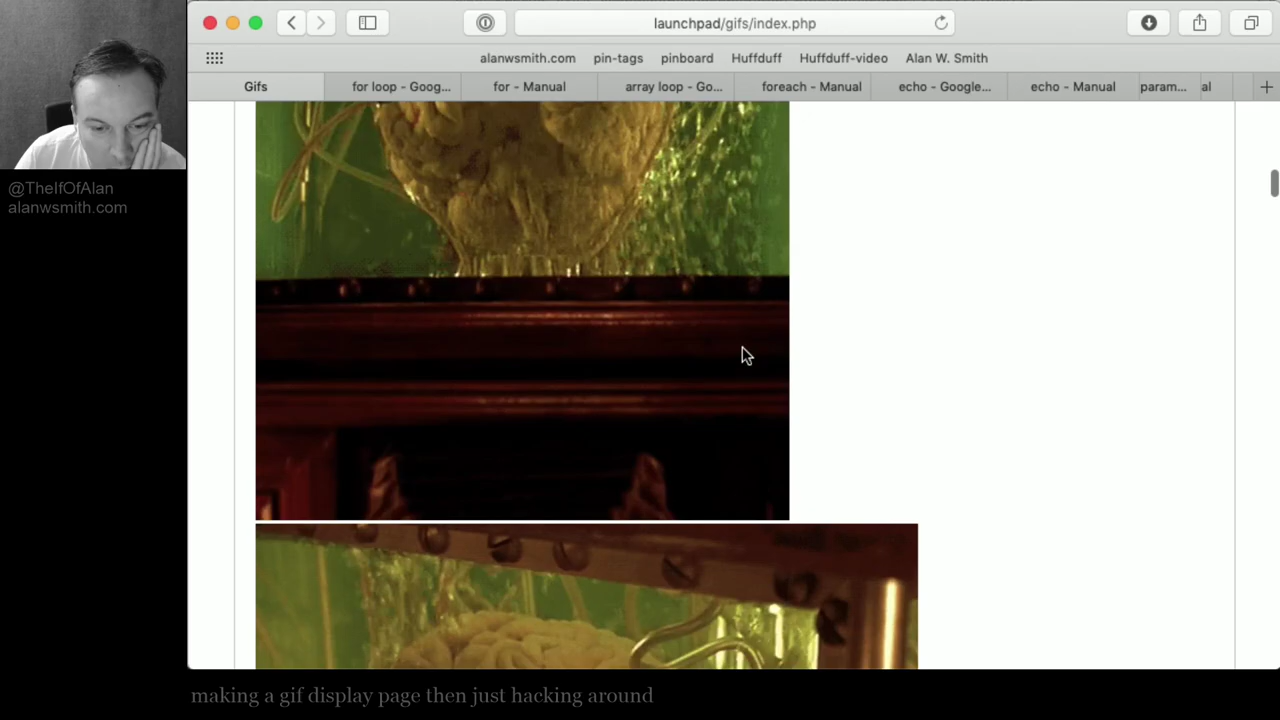 launchpad/gifs/index.php
alanwsmith.com
pin-tags
pinboard
Huffduff
Huffduff-video
Alan W. Smith
Gifs
for loop - Goog...
for - Manual
array loop - Go...
foreach - Manual
echo - Google...
echo - Manual
param...
al
@TheIfOfAlan
alanwsmith.com
making a gif display page then just hacking around